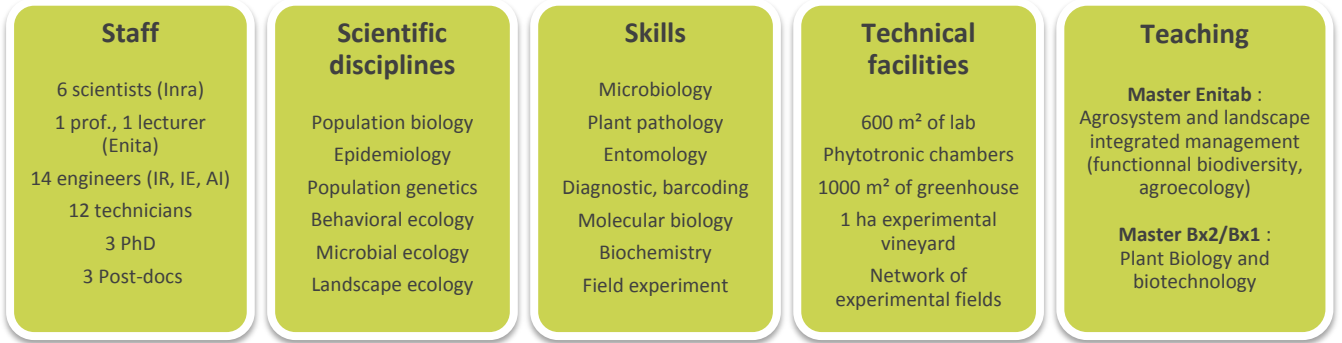 Staff
6 scientists (Inra)
1 prof., 1 lecturer
(Enita)
14 engineers (IR, IE, AI)
12 technicians
3 PhD
3 Post-docs
Scientific
disciplines
Population biology
Epidemiology
Population genetics
Behavioral ecology
Microbial ecology
Landscape ecology
Skills
Microbiology
Plant pathology
Entomology
Diagnostic, barcoding
Molecular biology
Biochemistry
Field experiment
Technical
facilities
600 m² of lab
Phytotronic chambers
1000 m² of greenhouse
1 ha experimental
vineyard
Network of
experimental fields
Teaching
Master Enitab :
Agrosystem and landscape
integrated management
(functionnal biodiversity,
agroecology)
Master Bx2/Bx1 :
Plant Biology and
biotechnology